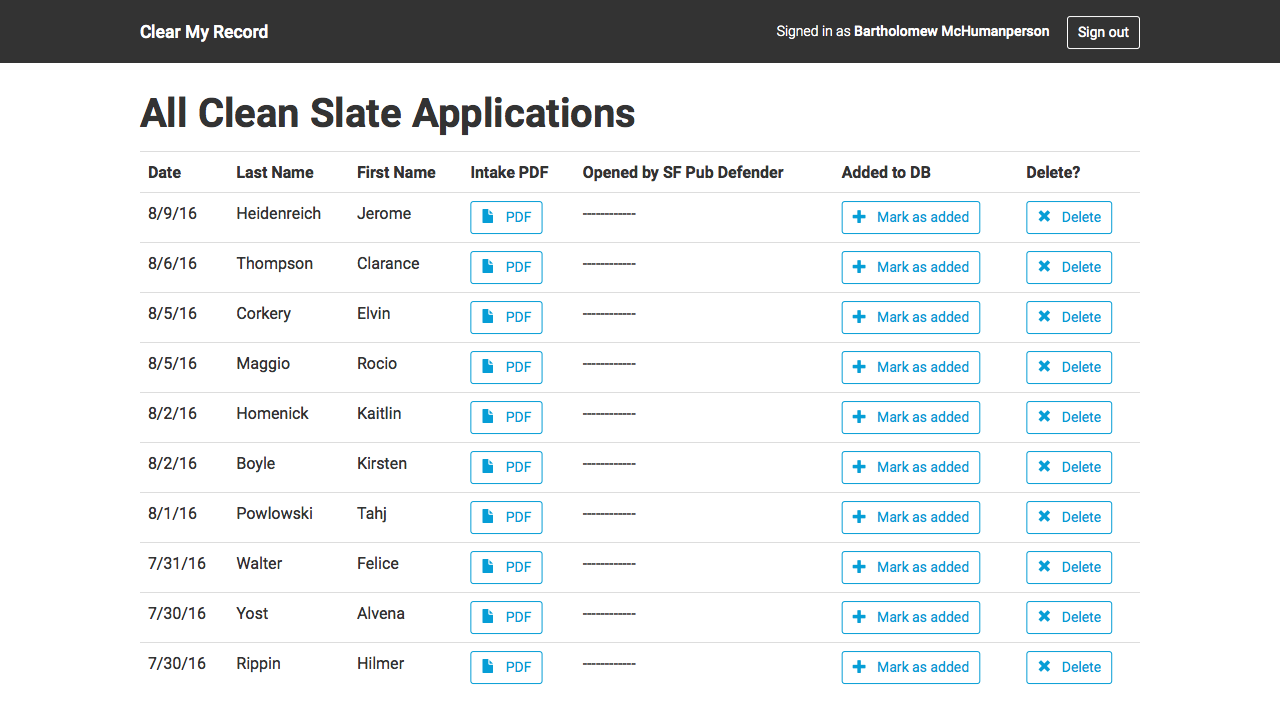 Clear My Record Signed in as Bartholomew McHumanperson Sign out
All Clean Slate Applications
Date Last Name First Name Intake PDF Opened by SF Pub Defender Added to DB Delete?
8/9/16 Heidenreich Jerome PDF ------------ Mark as added Delete
8/6/16 Thompson Clarance PDF ------------ Mark as added Delete
8/5/16 Corkery Elvin PDF ------------ Mark as added Delete
8/5/16 Maggio Rocio PDF ------------ Mark as added Delete
8/2/16 Homenick Kaitlin PDF ------------ Mark as added Delete
8/2/16 Boyle Kirsten PDF ------------ Mark as added Delete
8/1/16 Powlowski Tahj PDF ------------ Mark as added Delete
7/31/16 Walter Felice PDF ------------ Mark as added Delete
7/30/16 Yost Alvena PDF ------------ Mark as added Delete
7/30/16 Rippin Hilmer PDF ------------ Mark as added Delete